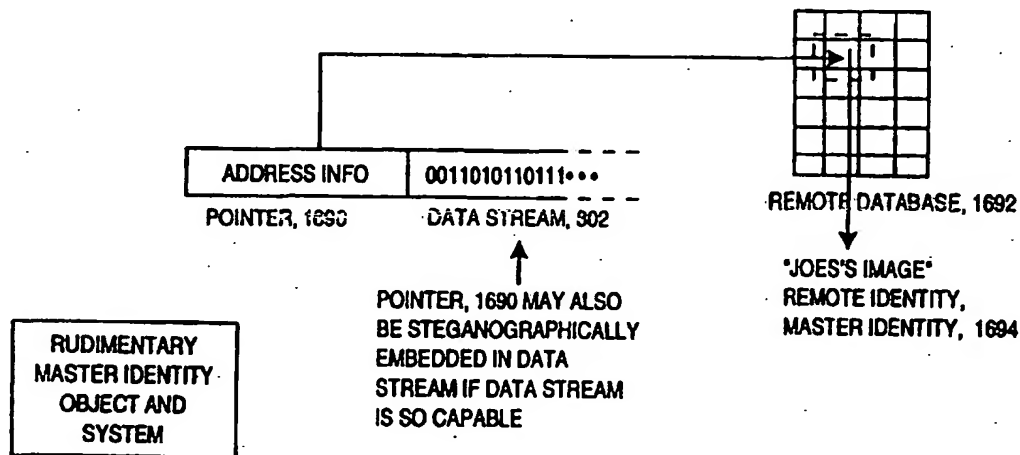 ADDRESS INFO 0011010110111•••
POINTER, 1690 DATA STREAM, 302
REMOTE DATABASE, 1692
"JOES'S IMAGE"
REMOTE IDENTITY,
MASTER IDENTITY, 1694
POINTER, 1690 MAY ALSO
BE STEGANOGRAPHICALLY
EMBEDDED IN DATA
STREAM IF DATA STREAM
IS SO CAPABLE
RUDIMENTARY
MASTER IDENTITY
OBJECT AND
SYSTEM